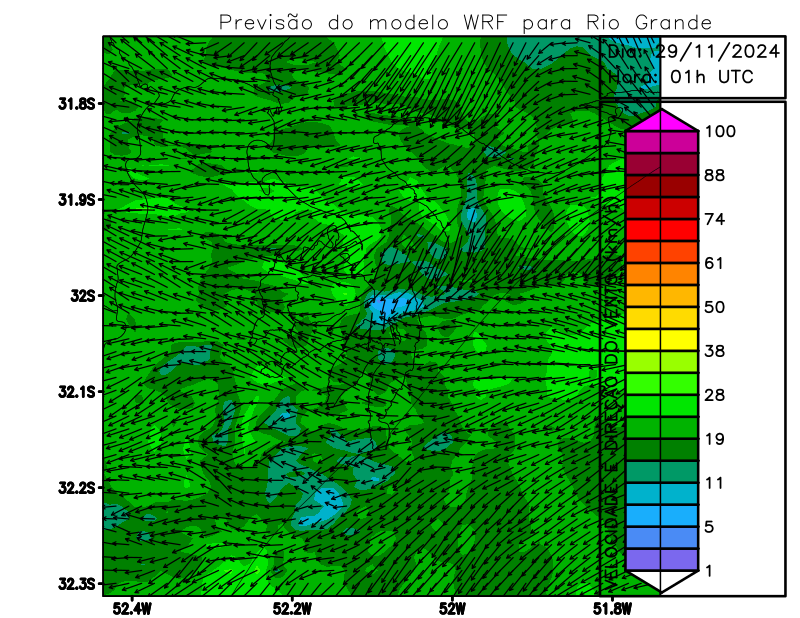 Previsão do modelo WRF para Rio Grande
Dia: 29/11/2024
Hora: 01h UTC
31.8S
31.9S
32S
32.1S
32.2S
32.3S
52.4W
52.2W
52W
51.8W
VELOCIDADE E DIREÇÃO DO VENTO (km/h)
100
88
74
61
50
38
28
19
11
5
1